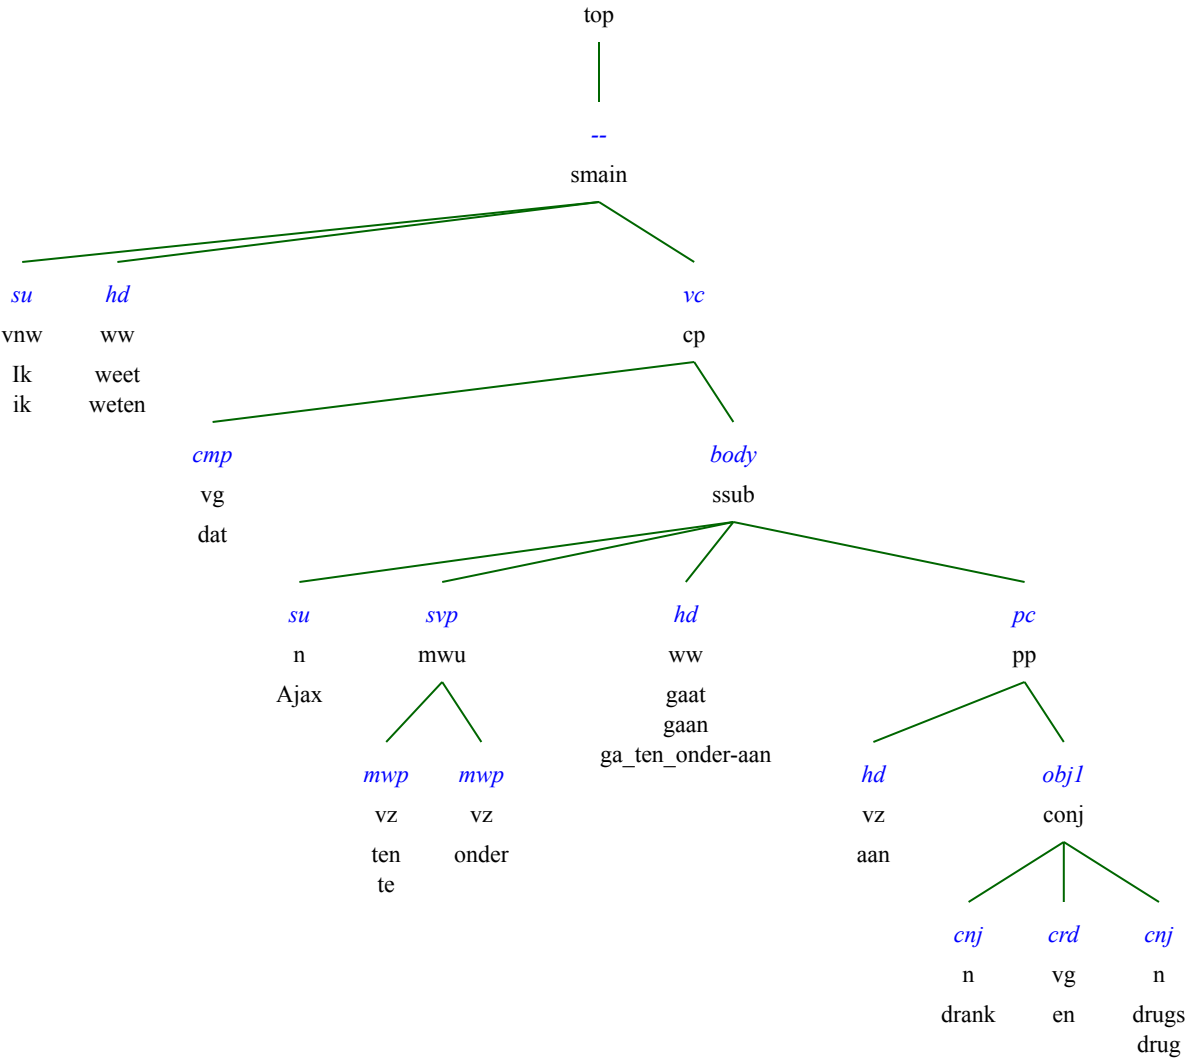 top
--
smain
su hd vc
vnw ww cp
Ik weet
ik weten
cmp body
vg ssub
dat
su svp hd pc
n mwu ww pp
Ajax gaat
gaan
ga_ten_onder-aan
mwp mwp hd obj1
vz vz vz conj
ten onder aan
te
cnj crd cnj
n vg n
drank en drugs
drug